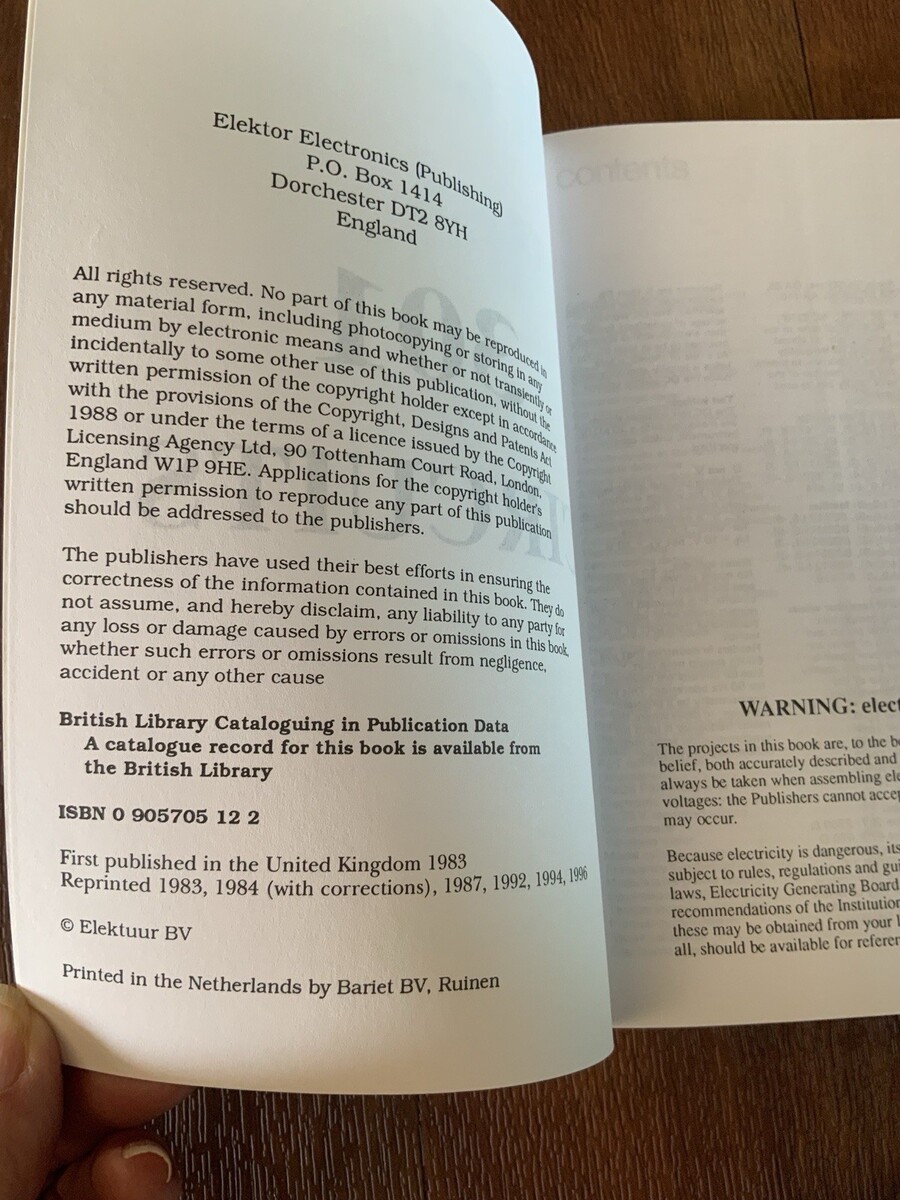 Elektor Electronics (Publishing)
P.O. Box 1414
Dorchester DT2 8YH
England
All rights reserved. No part of this book may be reproduced in
any material form, including photocopying or storing in any
medium by electronic means and whether or not transiently or
incidentally to some other use of this publication, without the
written permission of the copyright holder except in accordance
with the provisions of the Copyright, Designs and Patents Act
1988 or under the terms of a licence issued by the Copyright
Licensing Agency Ltd, 90 Tottenham Court Road, London,
England W1P 9HE. Applications for the copyright holder's
written permission to reproduce any part of this publication
should be addressed to the publishers.
The publishers have used their best efforts in ensuring the
correctness of the information contained in this book. They do
not assume, and hereby disclaim, any liability to any party for
any loss or damage caused by errors or omissions in this book,
whether such errors or omissions result from negligence,
accident or any other cause
British Library Cataloguing in Publication Data
A catalogue record for this book is available from
the British Library
ISBN 0 905705 12 2
First published in the United Kingdom 1983
Reprinted 1983, 1984 (with corrections), 1987, 1992, 1994, 1996
© Elektuur BV
Printed in the Netherlands by Bariet BV, Ruinen
contents
WARNING: elect
The projects in this book are, to the b
belief, both accurately described and
always be taken when assembling ele
voltages: the Publishers cannot accep
may occur.
Because electricity is dangerous, its
subject to rules, regulations and gui
laws, Electricity Generating Board
recommendations of the Institution
these may be obtained from your l
all, should be available for referen